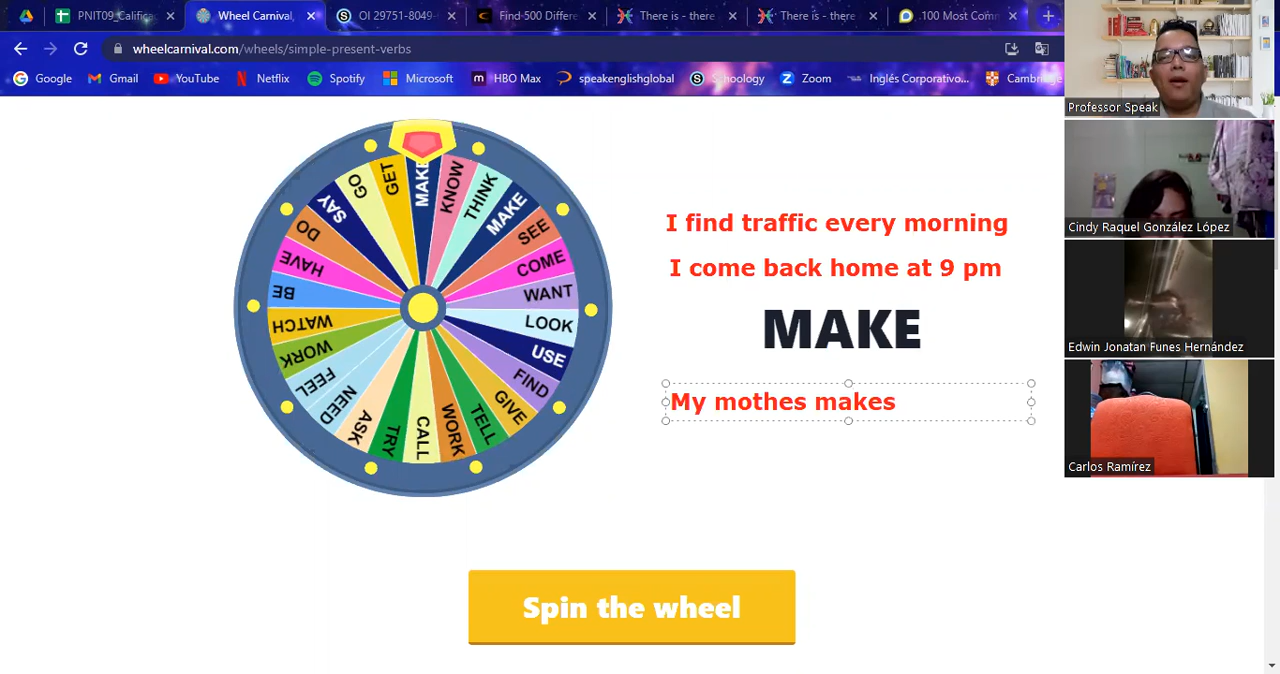 PNIT09_Califica
Wheel Carnival,
OI 29751-8049-
Find 500 Differe
There is - there
There is - there
.100 Most Comm
wheelcarnival.com/wheels/simple-present-verbs
Google
Gmail
YouTube
Netflix
Spotify
Microsoft
HBO Max
speakenglishglobal
Schoology
Zoom
Inglés Corporativo...
Cambridg
Professor Speak
Cindy Raquel González López
Edwin Jonatan Funes Hernández
Carlos Ramírez
MAKE
KNOW
THINK
MAKE
SEE
COME
WANT
LOOK
USE
FIND
GIVE
TELL
WORK
CALL
TRY
ASK
NEED
FEEL
WORK
WATCH
BE
HAVE
DO
SAY
GO
GET
I find traffic every morning
I come back home at 9 pm
MAKE
My mothes makes
Spin the wheel